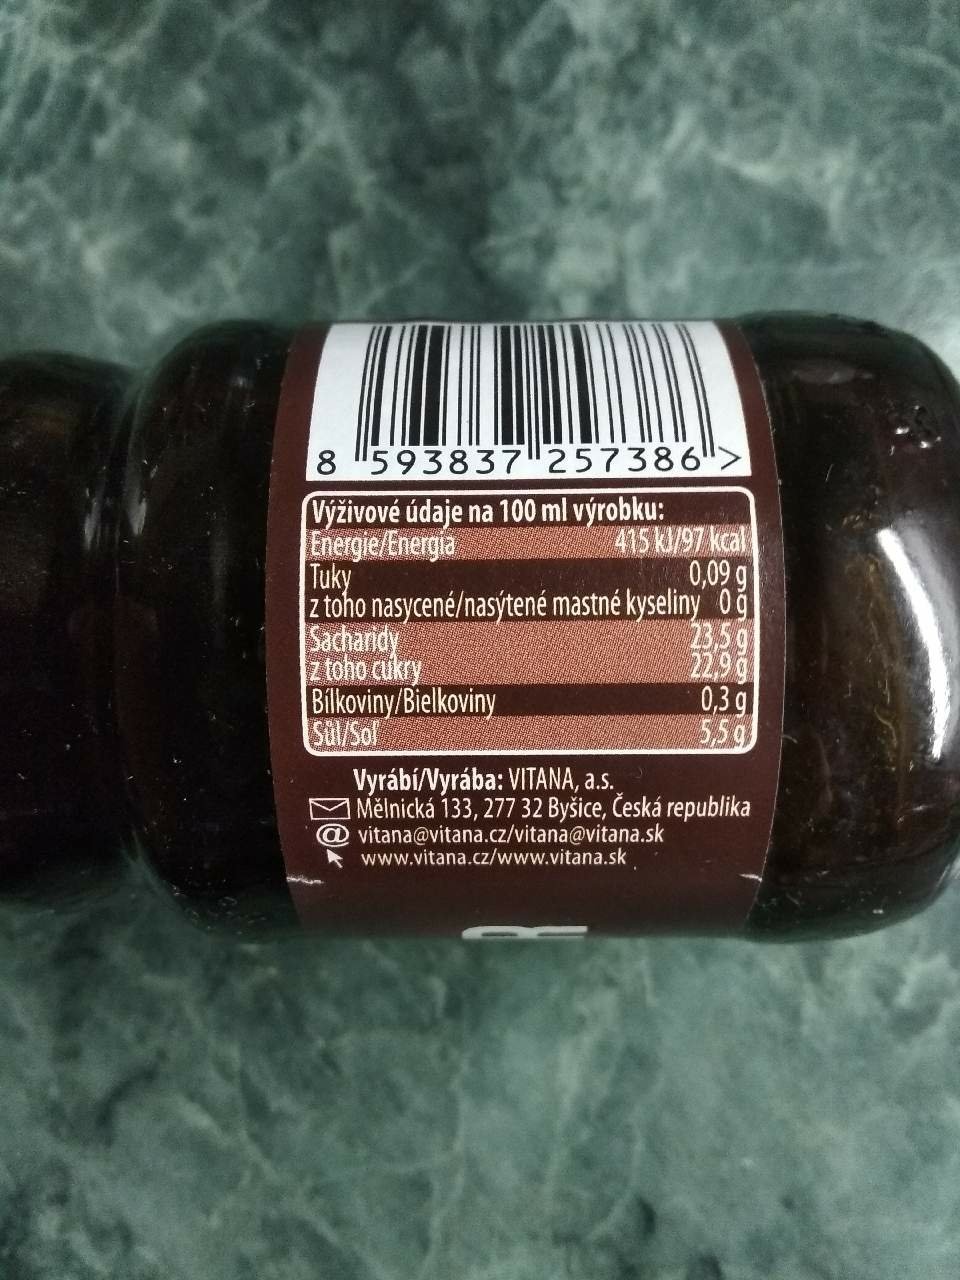 8 593837 257386 >
Výživové údaje na 100 ml výrobku:
Energie/Energia 415 kJ/97 kcal
Tuky 0,09 g
z toho nasycené/nasýtené mastné kyseliny 0 g
Sacharidy 23,5 g
z toho cukry 22,9 g
Bílkoviny/Bielkoviny 0,3 g
Sůl/Soľ 5,5 g
Vyrábí/Vyrába: VITANA, a.s.
Mělnická 133, 277 32 Byšice, Česká republika
@ vitana@vitana.cz/vitana@vitana.sk
www.vitana.cz/www.vitana.sk